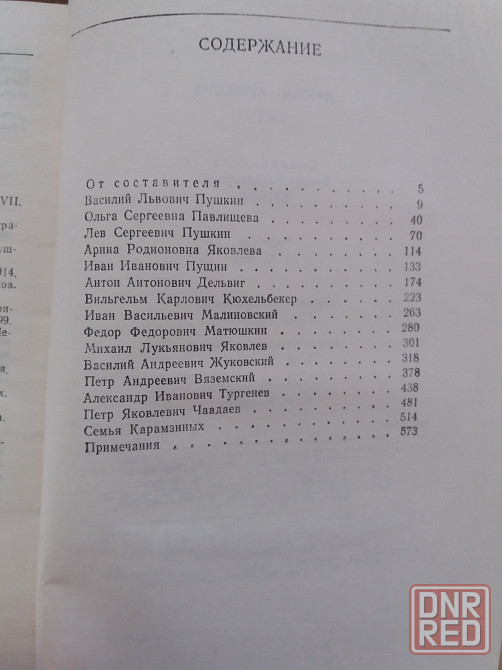 СОДЕРЖАНИЕ
От составителя 5
Василий Львович Пушкин 9
Ольга Сергеевна Павлищева 40
Лев Сергеевич Пушкин 70
Арина Родионовна Яковлева 114
Иван Иванович Пущин 133
Антон Антонович Дельвиг 174
Вильгельм Карлович Кюхельбекер 223
Иван Васильевич Малиновский 263
Федор Федорович Матюшкин 280
Михаил Лукьянович Яковлев 301
Василий Андреевич Жуковский 318
Петр Андреевич Вяземский 378
Александр Иванович Тургенев 438
Петр Яковлевич Чаадаев 481
Семья Карамзиных 514
Примечания 573
VII.
DNR
RED